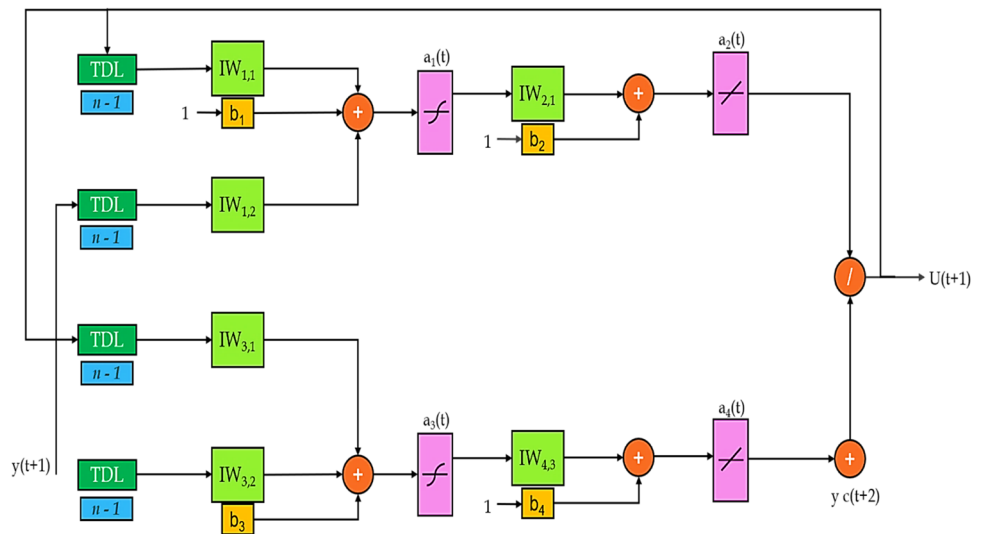 a₁(t)
a₂(t)
TDL
IW₁,₁
IW₂,₁
+
n - 1
1
b₁
+
1
b₂
TDL
IW₁,₂
n - 1
/
U(t+1)
TDL
IW₃,₁
n - 1
a₃(t)
a₄(t)
y(t+1)
TDL
IW₃,₂
+
IW₄,₃
+
+
n - 1
b₃
1
b₄
y c(t+2)